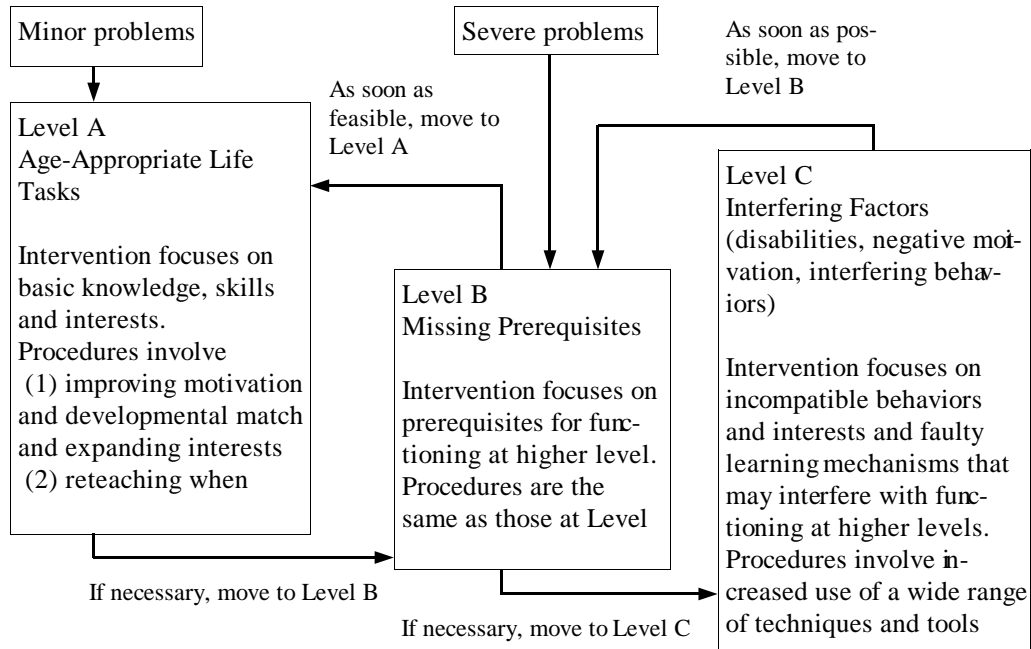 Minor problems
Severe problems
As soon as pos-
sible, move to
Level B
As soon as
feasible, move to
Level A
Level A
Age-Appropriate Life
Tasks
Intervention focuses on
basic knowledge, skills
and interests.
Procedures involve
(1) improving motivation
and developmental match
and expanding interests
(2) reteaching when
Level B
Missing Prerequisites
Intervention focuses on
prerequisites for func-
tioning at higher level.
Procedures are the
same as those at Level
Level C
Interfering Factors
(disabilities, negative moti-
vation, interfering behav-
iors)
Intervention focuses on
incompatible behaviors
and interests and faulty
learning mechanisms that
may interfere with func-
tioning at higher levels.
Procedures involve in-
creased use of a wide range
of techniques and tools
If necessary, move to Level B
If necessary, move to Level C